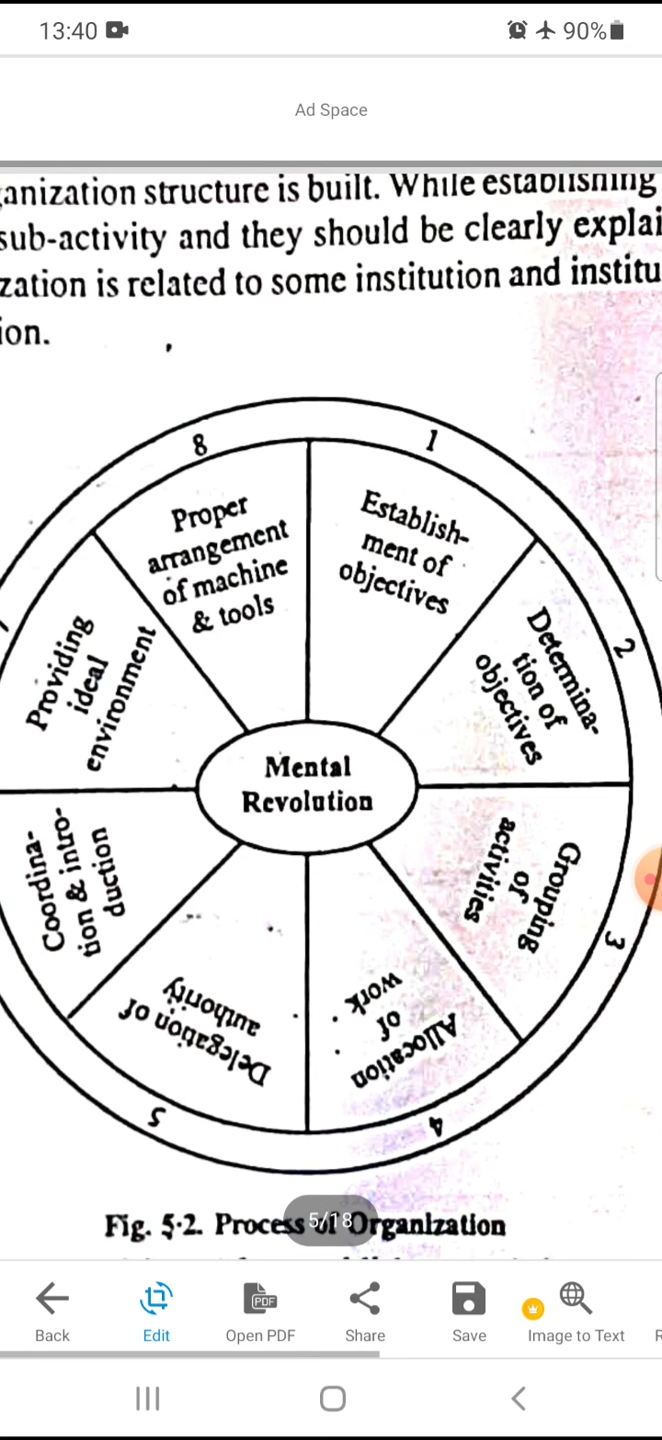 13:40
90%
Ad Space
anization structure is built. While establishing
sub-activity and they should be clearly explai
zation is related to some institution and institu
ion.
8
1
Proper
arrangement
of machine
& tools
Establish-
ment of
objectives
2
Determina-
tion of
objectives
Providing
ideal
environment
Mental
Revolution
Grouping
of
activities
3
Coordina-
tion & intro-
duction
Allocation
of
work
4
Delegation of
authority
5
Fig. 5·2. Process of Organization
5/18
Back
Edit
PDF
Open PDF
Share
Save
Image to Text